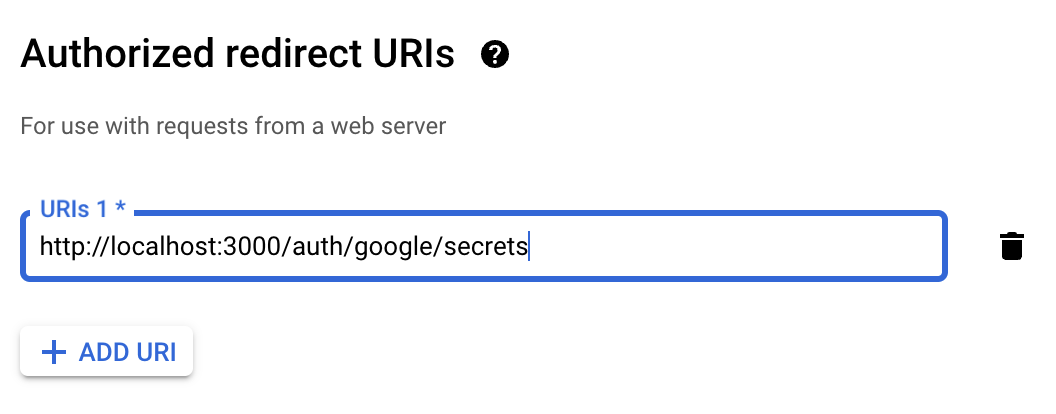 Authorized redirect URIs
For use with requests from a web server
URIs 1 *
http://localhost:3000/auth/google/secrets
ADD URI